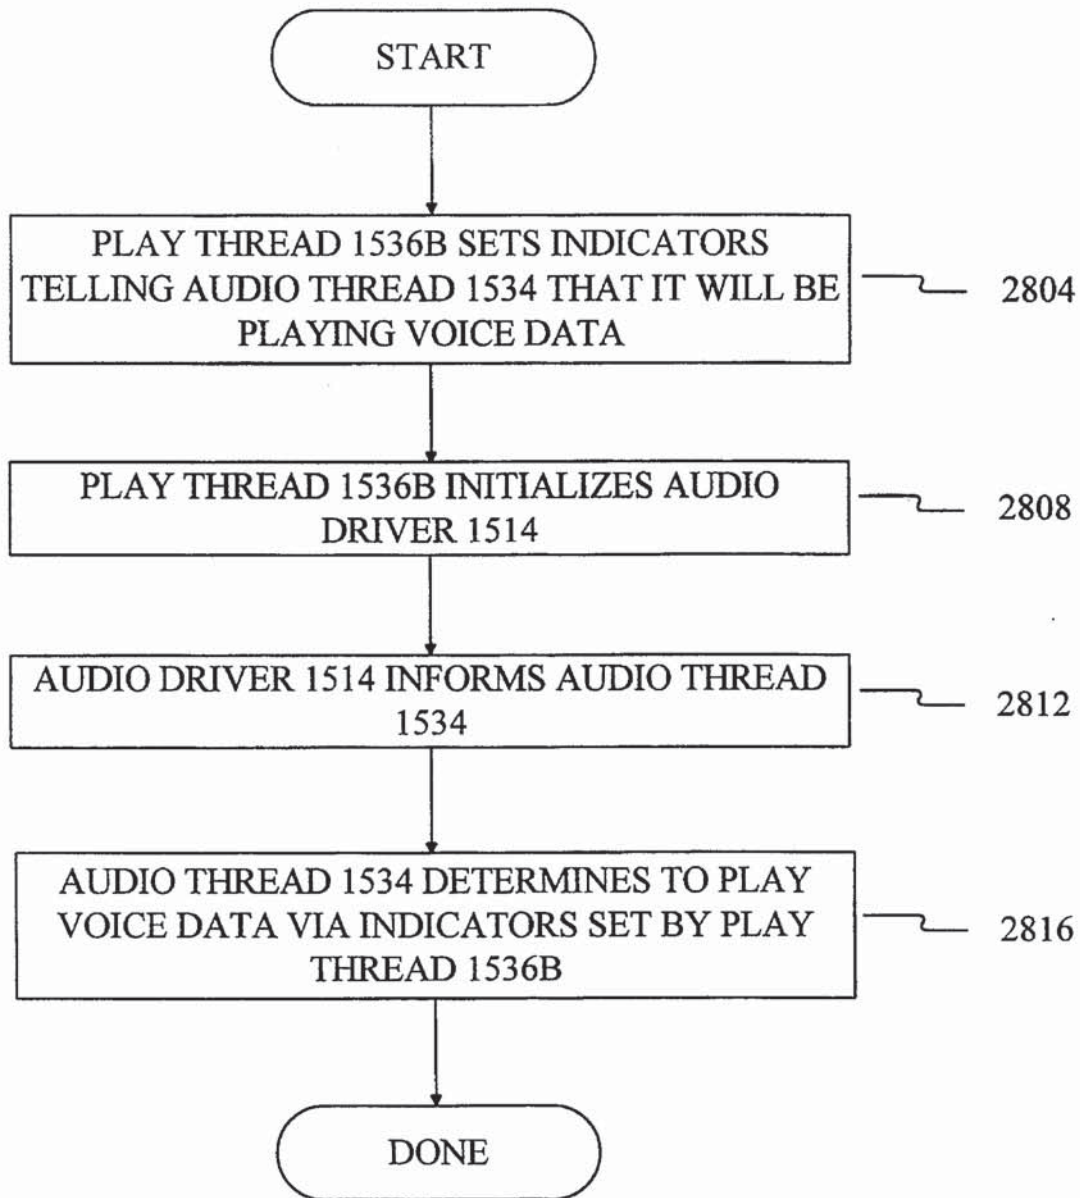 START
PLAY THREAD 1536B SETS INDICATORS
TELLING AUDIO THREAD 1534 THAT IT WILL BE
PLAYING VOICE DATA
2804
PLAY THREAD 1536B INITIALIZES AUDIO
DRIVER 1514
2808
AUDIO DRIVER 1514 INFORMS AUDIO THREAD
1534
2812
AUDIO THREAD 1534 DETERMINES TO PLAY
VOICE DATA VIA INDICATORS SET BY PLAY
THREAD 1536B
2816
DONE